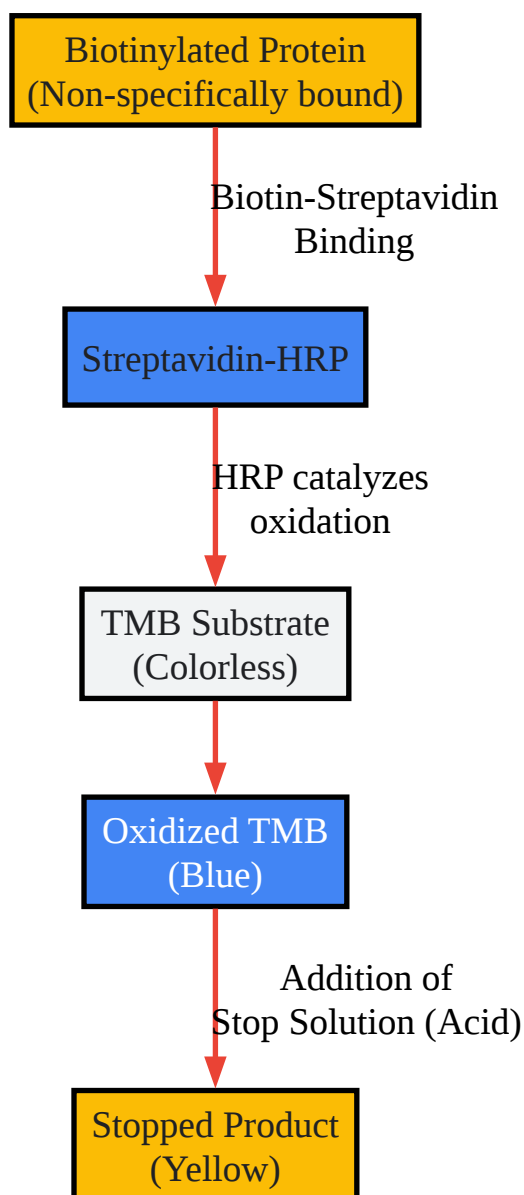 Biotinylated Protein
(Non-specifically bound)
Biotin-Streptavidin
Binding
Streptavidin-HRP
HRP catalyzes
oxidation
TMB Substrate
(Colorless)
Oxidized TMB
(Blue)
Addition of
Stop Solution (Acid)
Stopped Product
(Yellow)